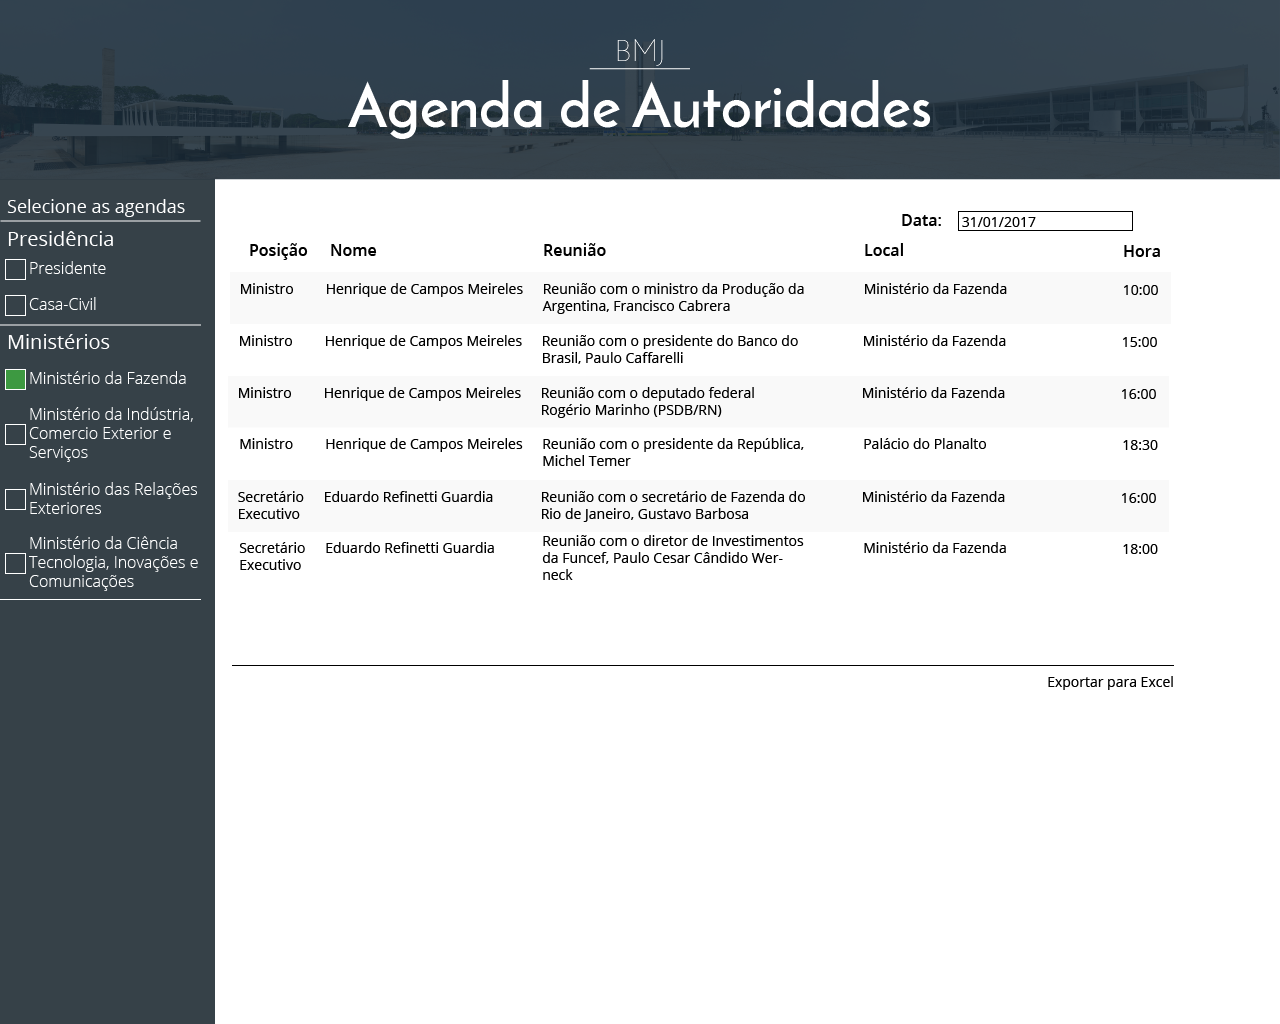 BMJ
Agenda de Autoridades
Selecione as agendas
Presidência
Presidente
Casa-Civil
Ministérios
Ministério da Fazenda
Ministério da Indústria,
Comercio Exterior e
Serviços
Ministério das Relações
Exteriores
Ministério da Ciência
Tecnologia, Inovações e
Comunicações
Data: 31/01/2017
Posição Nome Reunião Local Hora
Ministro Henrique de Campos Meireles Reunião com o ministro da Produção da Ministério da Fazenda 10:00
Argentina, Francisco Cabrera
Ministro Henrique de Campos Meireles Reunião com o presidente do Banco do Ministério da Fazenda 15:00
Brasil, Paulo Caffarelli
Ministro Henrique de Campos Meireles Reunião com o deputado federal Ministério da Fazenda 16:00
Rogério Marinho (PSDB/RN)
Ministro Henrique de Campos Meireles Reunião com o presidente da República, Palácio do Planalto 18:30
Michel Temer
Secretário Eduardo Refinetti Guardia Reunião com o secretário de Fazenda do Ministério da Fazenda 16:00
Executivo Rio de Janeiro, Gustavo Barbosa
Reunião com o diretor de Investimentos
Secretário Eduardo Refinetti Guardia da Funcef, Paulo Cesar Cândido Wer- Ministério da Fazenda 18:00
Executivo neck
Exportar para Excel